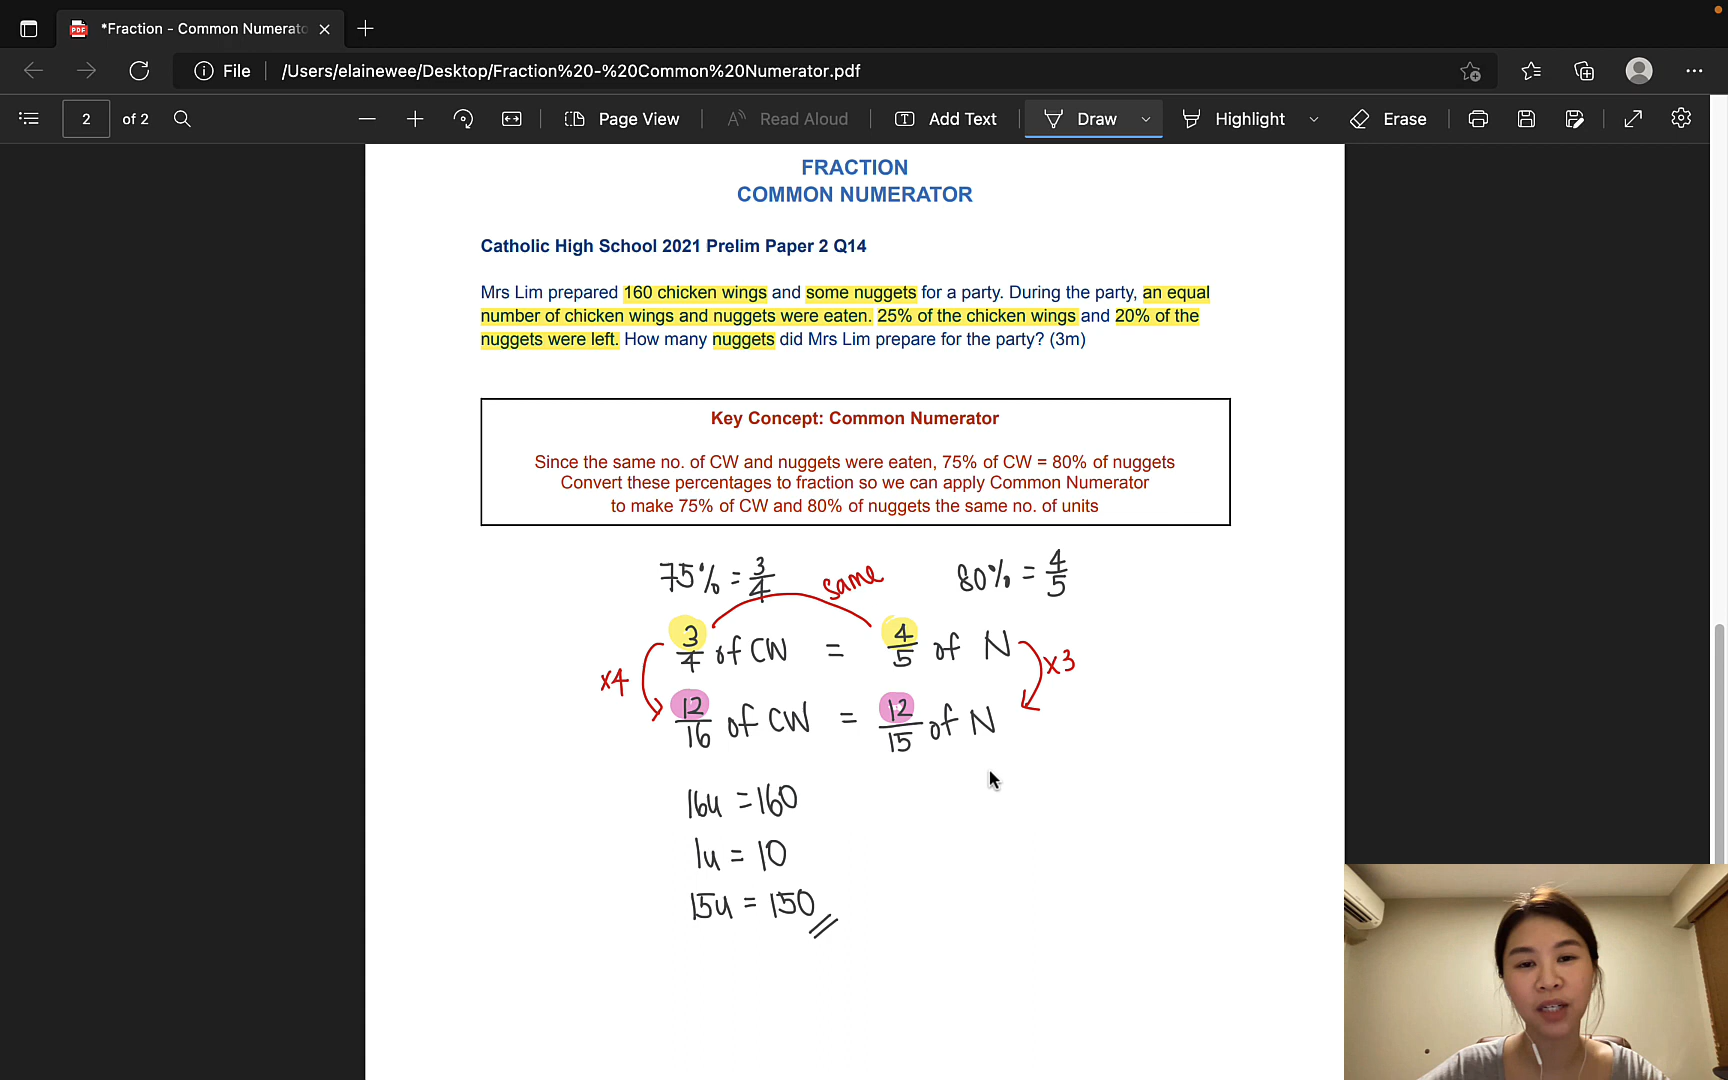 *Fraction - Common Numerato
File /Users/elainewee/Desktop/Fraction%20-%20Common%20Numerator.pdf
2 of 2 Page View Read Aloud Add Text Draw Highlight Erase
FRACTION
COMMON NUMERATOR
Catholic High School 2021 Prelim Paper 2 Q14
Mrs Lim prepared 160 chicken wings and some nuggets for a party. During the party, an equal
number of chicken wings and nuggets were eaten. 25% of the chicken wings and 20% of the
nuggets were left. How many nuggets did Mrs Lim prepare for the party? (3m)
Key Concept: Common Numerator
Since the same no. of CW and nuggets were eaten, 75% of CW = 80% of nuggets
Convert these percentages to fraction so we can apply Common Numerator
to make 75% of CW and 80% of nuggets the same no. of units
75% = 3/4 same 80% = 4/5
3/4 of CW = 4/5 of N
x4 x3
12/16 of CW = 12/15 of N
16u = 160
1u = 10
15u = 150